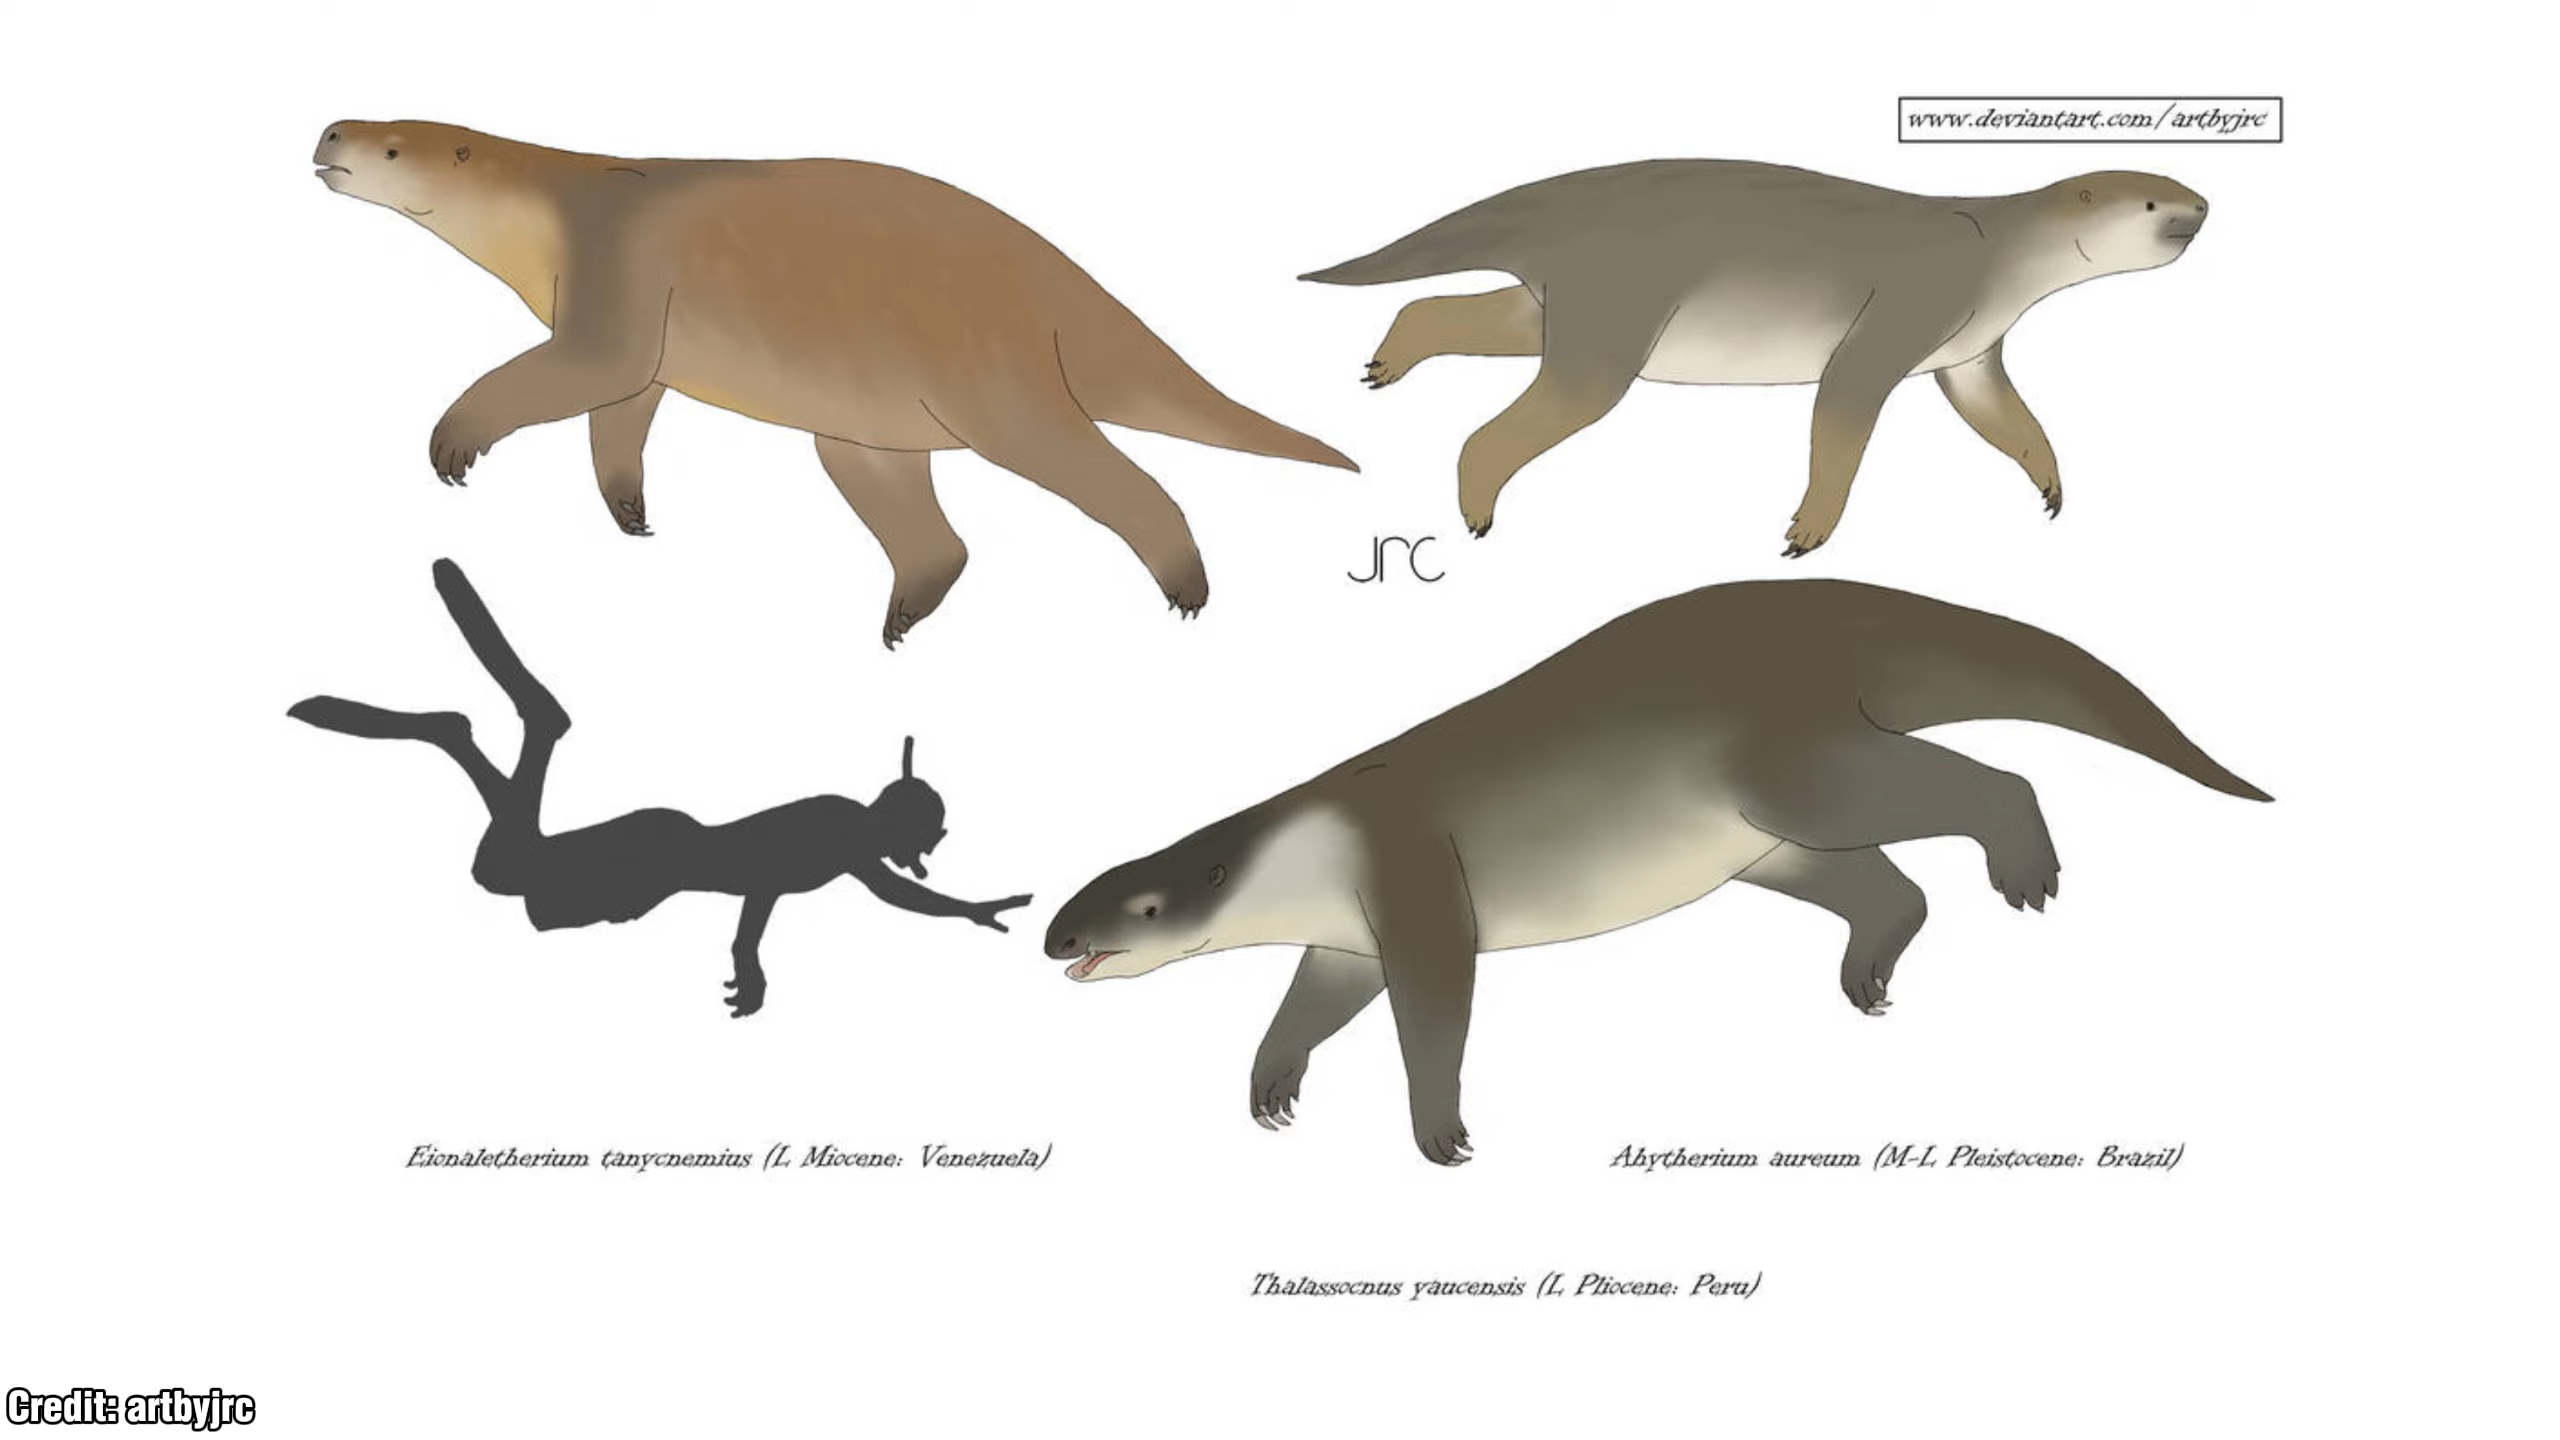 www.deviantart.com/artbyjrc
jrc
Eionaletherium tanycnemius (L Miocene: Venezuela)
Ahytherium aureum (M-L Pleistocene: Brazil)
Thalassocnus yaucensis (L Pliocene: Peru)
Credit: artbyjrc